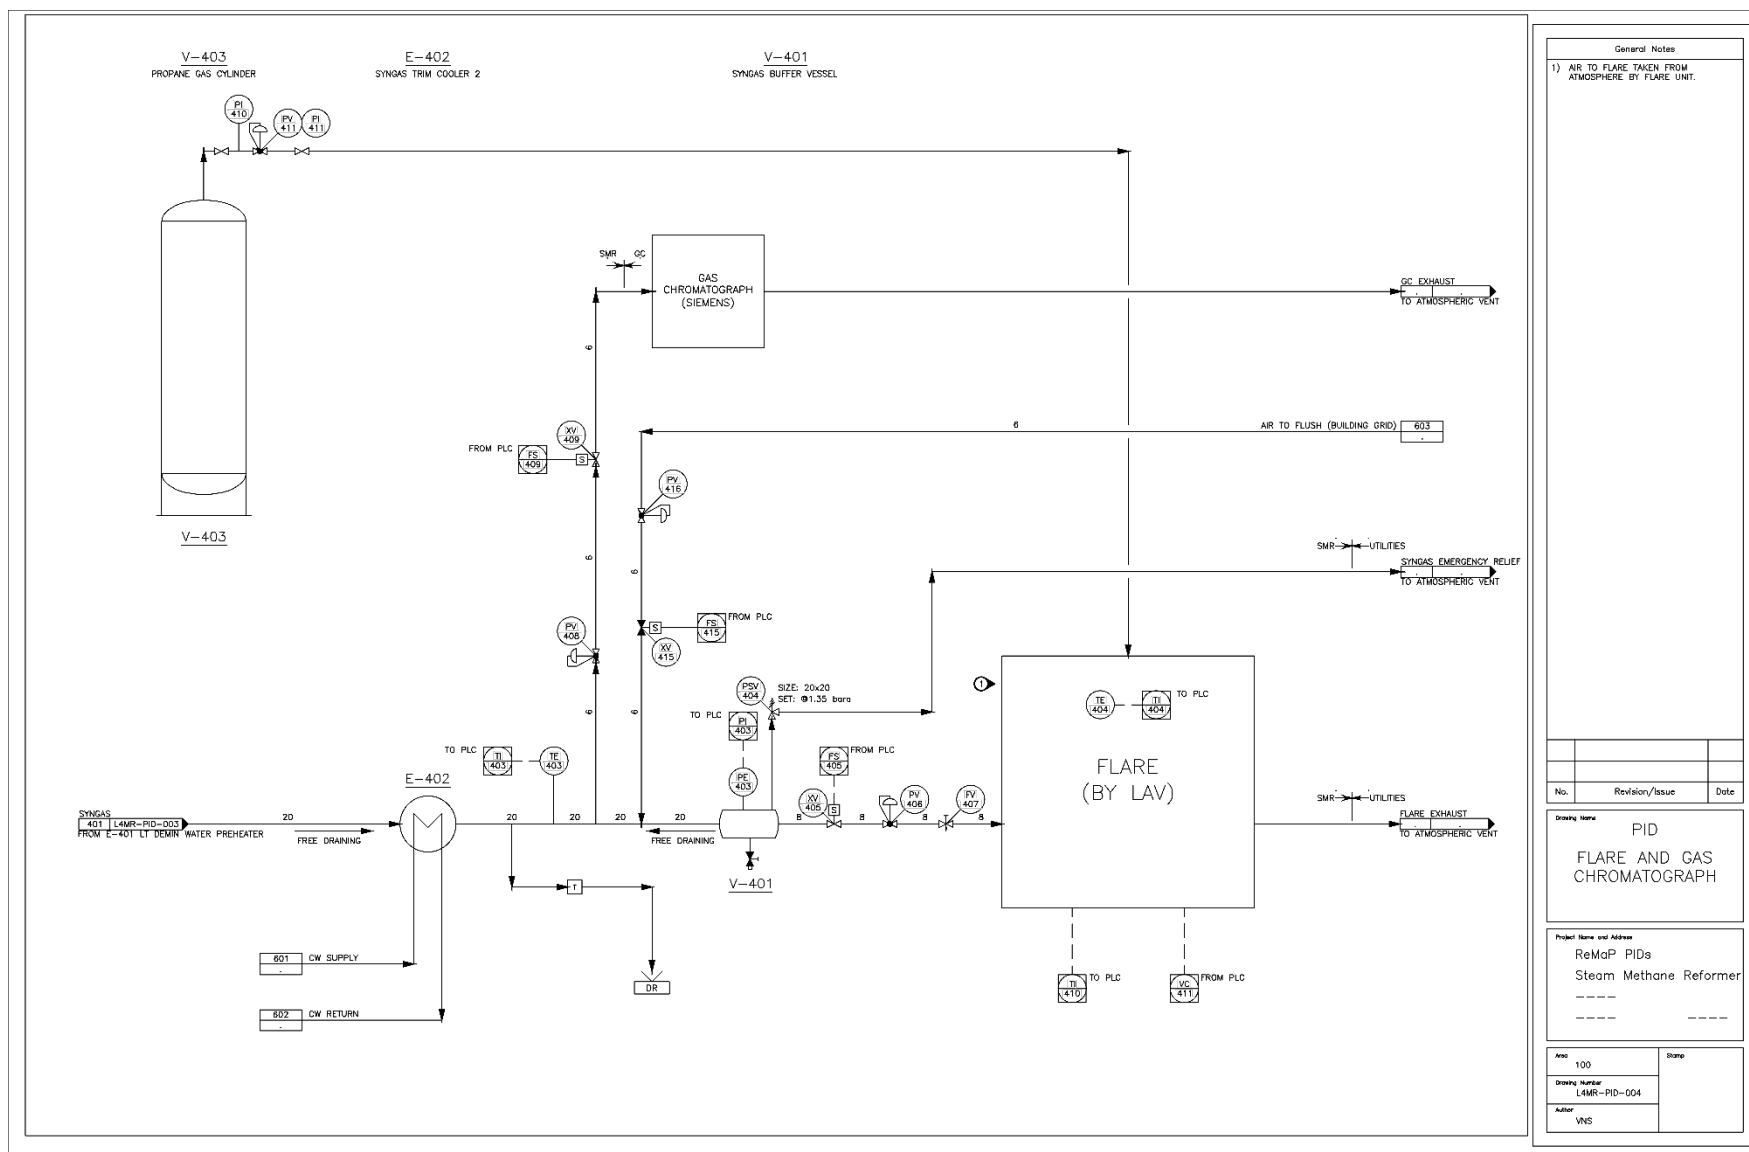 V-403
PROPANE GAS CYLINDER
E-402
SYNGAS TRIM COOLER 2
V-401
SYNGAS BUFFER VESSEL
PI
410
PV
411
PI
411
V-403
SMR
GC
GAS
CHROMATOGRAPH
(SIEMENS)
GC EXHAUST
TO ATMOSPHERIC VENT
6
XV
409
FROM PLC
FS
409
S
6
AIR TO FLUSH (BUILDING GRID)
603
-
PV
416
6
6
SMR
UTILITIES
SYNGAS EMERGENCY RELIEF
TO ATMOSPHERIC VENT
PV
408
S
FS
415
FROM PLC
XV
415
6
6
PSV
404
SIZE: 20x20
SET: @1.35 bara
TO PLC
PI
403
PE
403
1
TE
404
TI
404
TO PLC
FLARE
(BY LAV)
TO PLC
TI
403
TE
403
E-402
FS
405
FROM PLC
XV
405
S
PV
406
FV
407
SYNGAS
401
L4MR-PID-003
FROM E-401 LT DEMIN WATER PREHEATER
20
FREE DRAINING
20
20
20
20
FREE DRAINING
8
8
8
8
SMR
UTILITIES
FLARE EXHAUST
TO ATMOSPHERIC VENT
V-401
T
DR
601
-
CW SUPPLY
602
-
CW RETURN
TI
410
TO PLC
VC
411
FROM PLC
General Notes
1) AIR TO FLARE TAKEN FROM
ATMOSPHERE BY FLARE UNIT.
No.
Revision/Issue
Date
Drawing Name
PID
FLARE AND GAS
CHROMATOGRAPH
Project Name and Address
ReMaP PIDs
Steam Methane Reformer
----
----
----
Area
100
Stamp
Drawing Number
L4MR-PID-004
Author
VNS